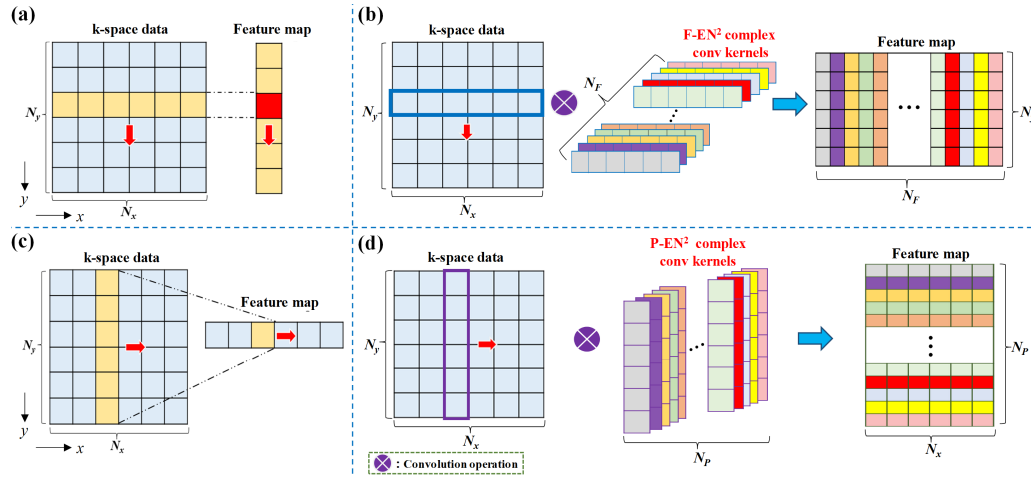 (a)
k-space data
Feature map
N_y
y
x
N_x
(b)
k-space data
F-EN² complex
conv kernels
Feature map
N_F
N_y
N_x
N_F
(c)
k-space data
Feature map
N_y
y
x
N_x
(d)
k-space data
P-EN² complex
conv kernels
Feature map
N_y
N_P
N_x
N_P
N_x
: Convolution operation